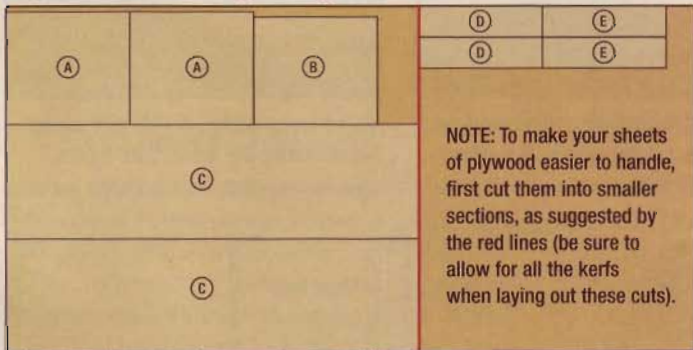 A A B
D E
D E
C
C
NOTE: To make your sheets
of plywood easier to handle,
first cut them into smaller
sections, as suggested by
the red lines (be sure to
allow for all the kerfs
when laying out these cuts).